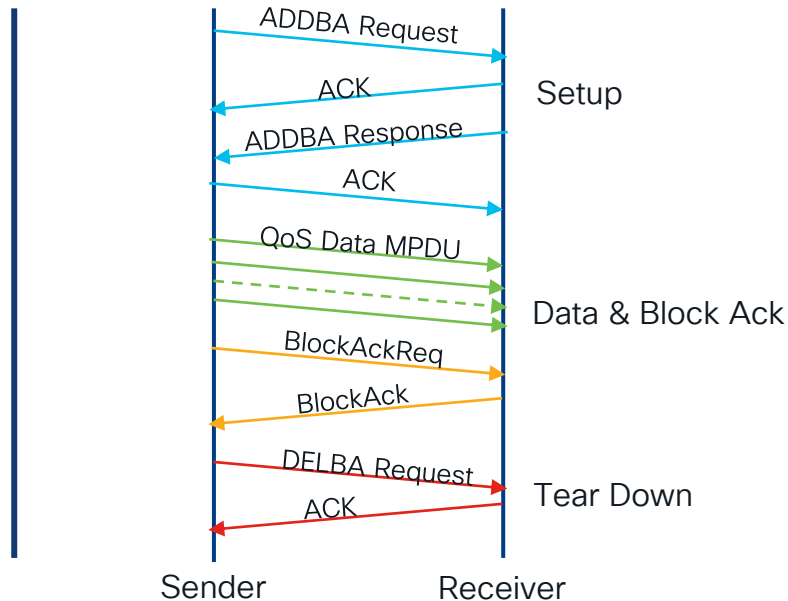 ADDBA Request
ACK
Setup
ADDBA Response
ACK
QoS Data MPDU
Data & Block Ack
BlockAckReq
BlockAck
DELBA Request
Tear Down
ACK
Sender
Receiver